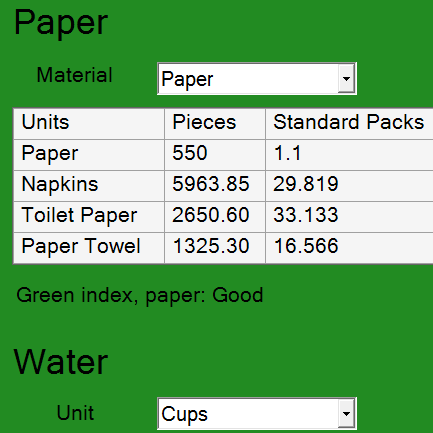 Paper
Material Paper
Units Pieces Standard Packs
Paper 550 1.1
Napkins 5963.85 29.819
Toilet Paper 2650.60 33.133
Paper Towel 1325.30 16.566
Green index, paper: Good
Water
Unit Cups